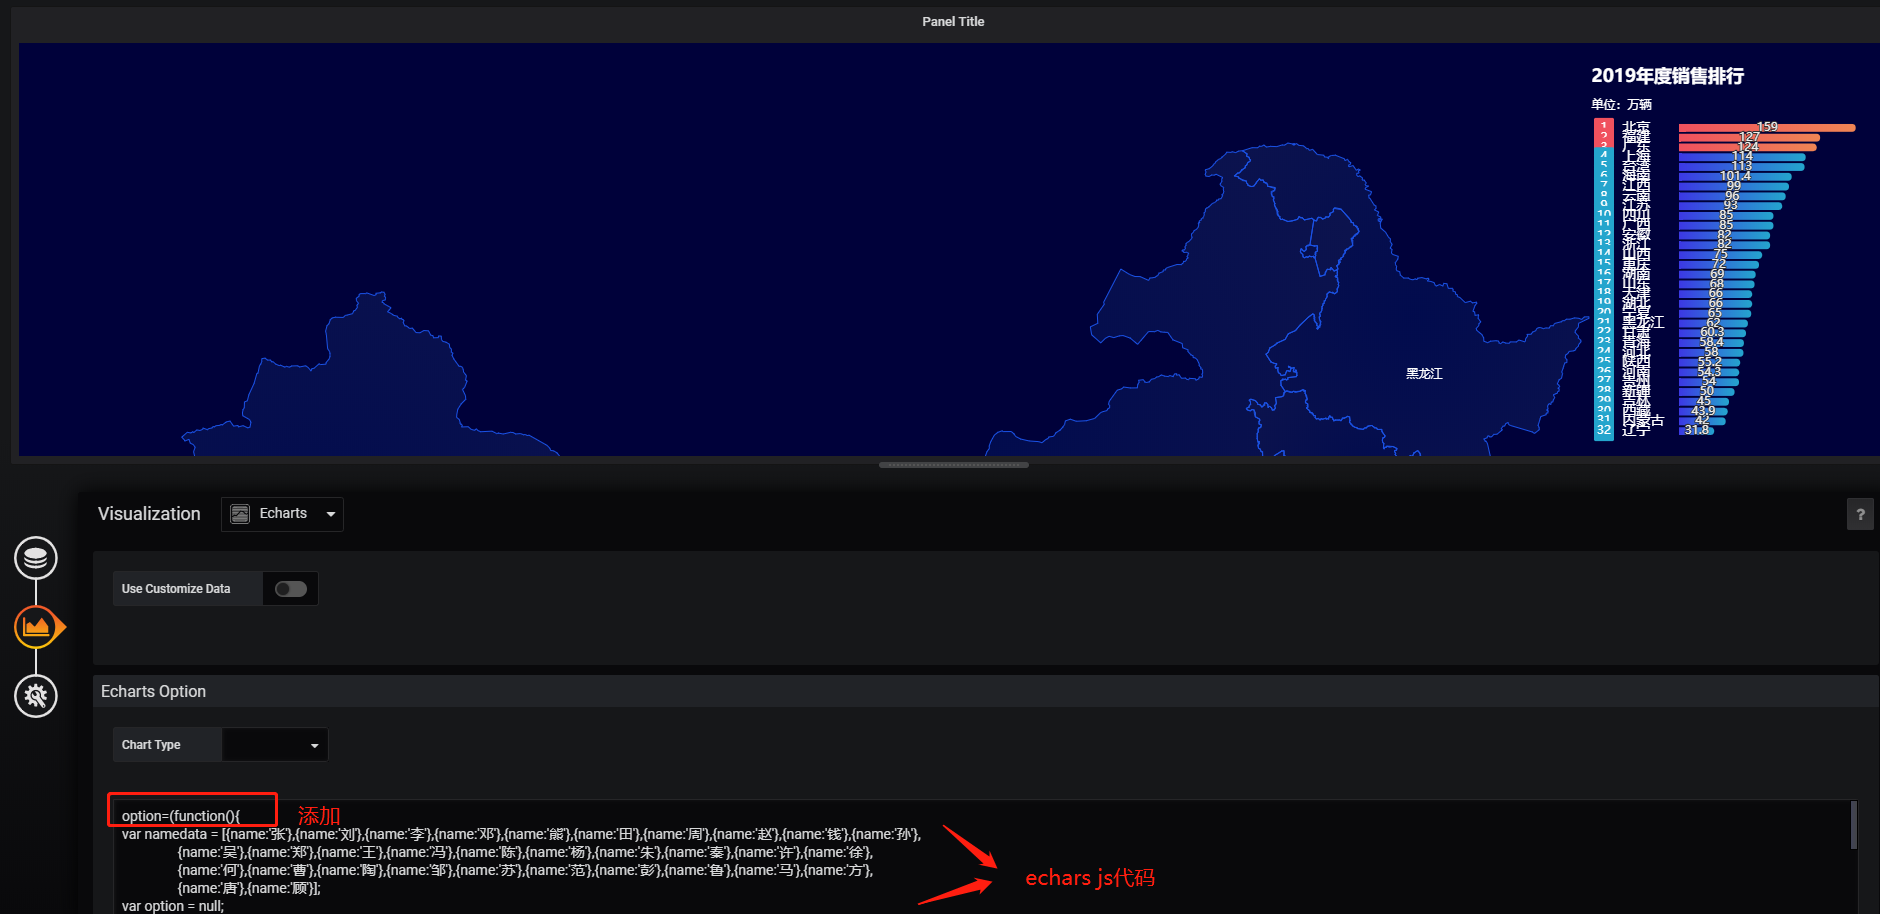 Panel Title
2019年度销售排行
单位：万辆
1 北京 159
2 福建 127
3 广东 124
4 上海 114
5 台湾 113
6 海南 101.4
7 江西 99
8 云南 96
9 江苏 93
10 四川 85
11 广西 85
12 安徽 82
13 浙江 82
14 山西 75
15 重庆 72
16 湖南 69
17 山东 68
18 天津 66
19 湖北 66
20 宁夏 65
21 黑龙江 62
22 甘肃 60.3
23 青海 58.4
24 河北 58
25 陕西 55.2
26 河南 54.3
27 贵州 54
28 新疆 50
29 吉林 45
30 西藏 43.9
31 内蒙古 42
32 辽宁 31.8
黑龙江
Visualization Echarts
?
Use Customize Data
Echarts Option
Chart Type
option=(function(){ 添加
var namedata = [{name:'张'},{name:'刘'},{name:'李'},{name:'邓'},{name:'熊'},{name:'田'},{name:'周'},{name:'赵'},{name:'钱'},{name:'孙'},
{name:'吴'},{name:'郑'},{name:'王'},{name:'冯'},{name:'陈'},{name:'杨'},{name:'朱'},{name:'秦'},{name:'许'},{name:'徐'},
{name:'何'},{name:'曹'},{name:'陶'},{name:'邹'},{name:'苏'},{name:'范'},{name:'彭'},{name:'鲁'},{name:'马'},{name:'方'},
{name:'唐'},{name:'顾'}];
var option = null;
echars js代码